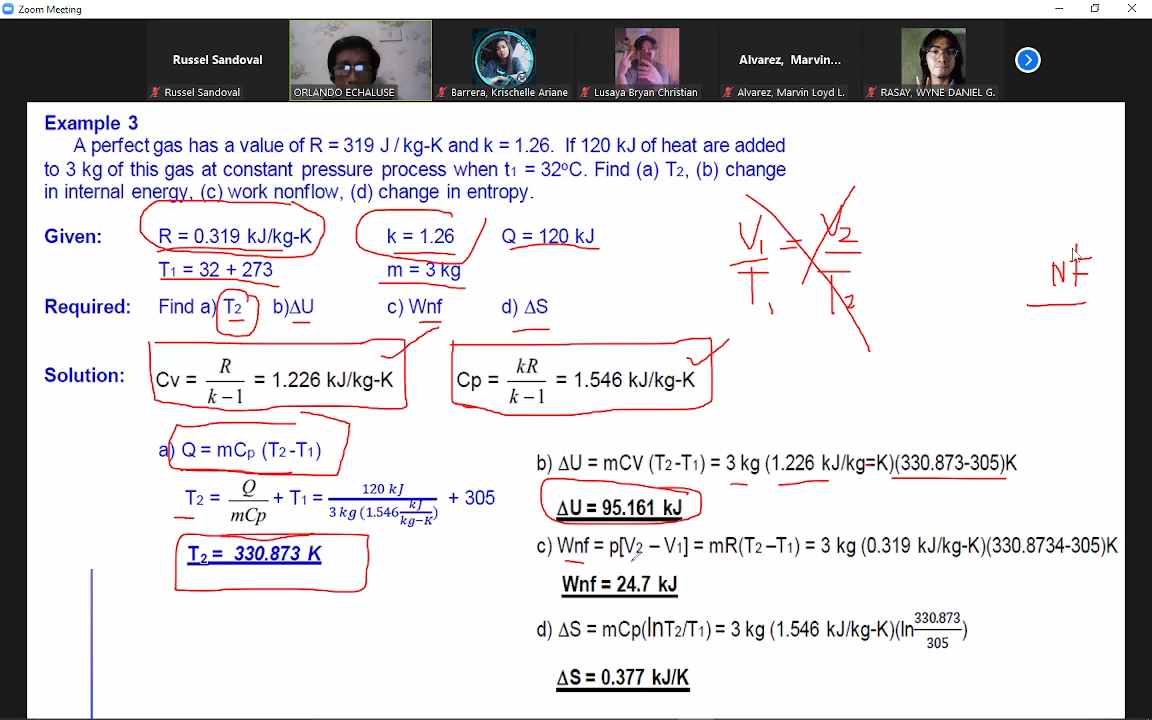 Zoom Meeting
Russel Sandoval
Alvarez, Marvin...
Russel Sandoval
ORLANDO ECHALUSE
Barrera, Krischelle Ariane
Lusaya Bryan Christian
Alvarez, Marvin Loyd L.
RASAY, WYNE DANIEL G.
Example 3
A perfect gas has a value of R = 319 J / kg-K and k = 1.26. If 120 kJ of heat are added
to 3 kg of this gas at constant pressure process when t₁ = 32ºC. Find (a) T₂, (b) change
in internal energy, (c) work nonflow, (d) change in entropy.
Given: R = 0.319 kJ/kg-K k = 1.26 Q = 120 kJ
T₁ = 32 + 273 m = 3 kg
Required: Find a) T₂ b)∆U c) Wnf d) ∆S
Solution: Cv = R/(k−1) = 1.226 kJ/kg-K Cp = kR/(k−1) = 1.546 kJ/kg-K
V₁/T₁ = V₂/T₂
NF
a) Q = mCp (T₂-T₁)
T₂ = Q/(mCp) + T₁ = 120 kJ/(3 kg (1.546 kJ/(kg−K))) + 305
T₂ = 330.873 K
b) ∆U = mCV (T₂-T₁) = 3 kg (1.226 kJ/kg=K)(330.873-305)K
∆U = 95.161 kJ
c) Wnf = p[V₂ – V₁] = mR(T₂ –T₁) = 3 kg (0.319 kJ/kg-K)(330.8734-305)K
Wnf = 24.7 kJ
d) ∆S = mCp(lnT₂/T₁) = 3 kg (1.546 kJ/kg-K)(ln 330.873/305)
∆S = 0.377 kJ/K